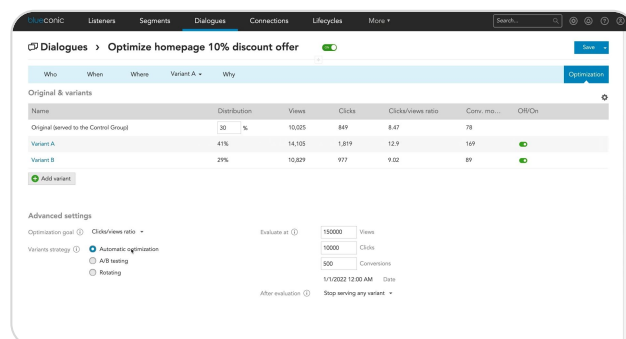 blueconic Listeners Segments Dialogues Connections Lifecycles More Search...
Dialogues › Optimize homepage 10% discount offer ON Save
Who When Where Variant A Why Optimization
Original & variants
Name Distribution Views Clicks Clicks/views ratio Conv. mo... Off/On
Original (served to the Control Group) 30 % 10,025 849 8.47 78
Variant A 41% 14,105 1,819 12.9 169
Variant B 29% 10,829 977 9.02 89
Add variant
Advanced settings
Optimization goal Clicks/views ratio Evaluate at 150000 Views
Variants strategy Automatic optimization 10000 Clicks
A/B testing 500 Conversions
Rotating 1/1/2022 12:00 AM Date
After evaluation Stop serving any variant